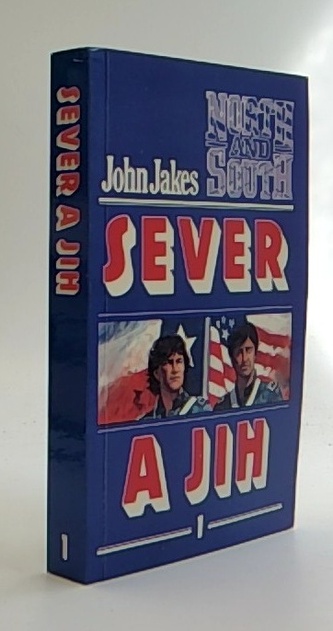 SEVER A JIH
1
NORTH
AND
SOUTH
John Jakes
SEVER
A JIH
1